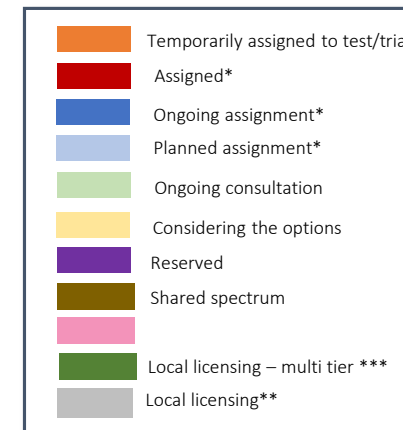 Temporarily assigned to test/tria
Assigned*
Ongoing assignment*
Planned assignment*
Ongoing consultation
Considering the options
Reserved
Shared spectrum
Local licensing – multi tier ***
Local licensing**